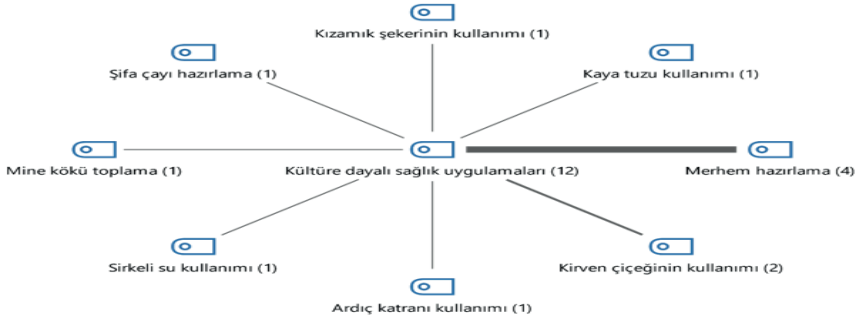 Kızamık şekerinin kullanımı (1)
Şifa çayı hazırlama (1)
Kaya tuzu kullanımı (1)
Mine kökü toplama (1)
Kültüre dayalı sağlık uygulamaları (12)
Merhem hazırlama (4)
Sirkeli su kullanımı (1)
Kirven çiçeğinin kullanımı (2)
Ardıç katranı kullanımı (1)